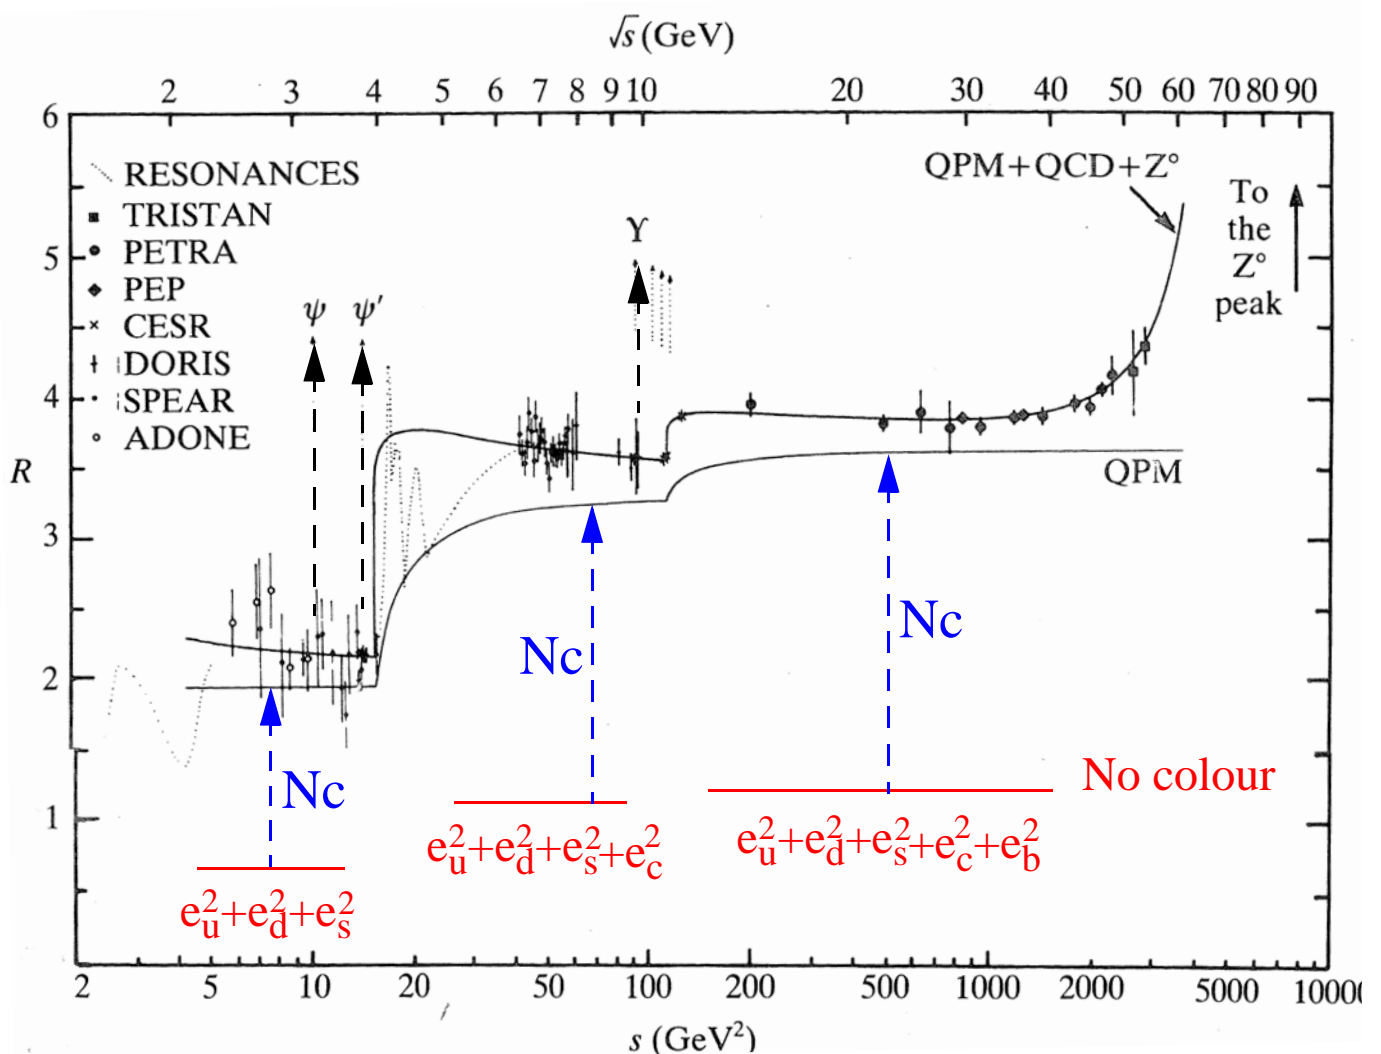 √s (GeV)
2 3 4 5 6 7 8 9 10 20 30 40 50 60 70 80 90
6
5
4
3
2
1
R
RESONANCES
TRISTAN
PETRA
PEP
CESR
DORIS
SPEAR
ADONE
ψ ψ′
ϒ
QPM+QCD+Z°
To
the
Z°
peak
QPM
Nc
Nc
Nc
No colour
e_u^2+e_d^2+e_s^2
e_u^2+e_d^2+e_s^2+e_c^2
e_u^2+e_d^2+e_s^2+e_c^2+e_b^2
2 5 10 20 50 100 200 500 1000 2000 5000 10000
s (GeV²)